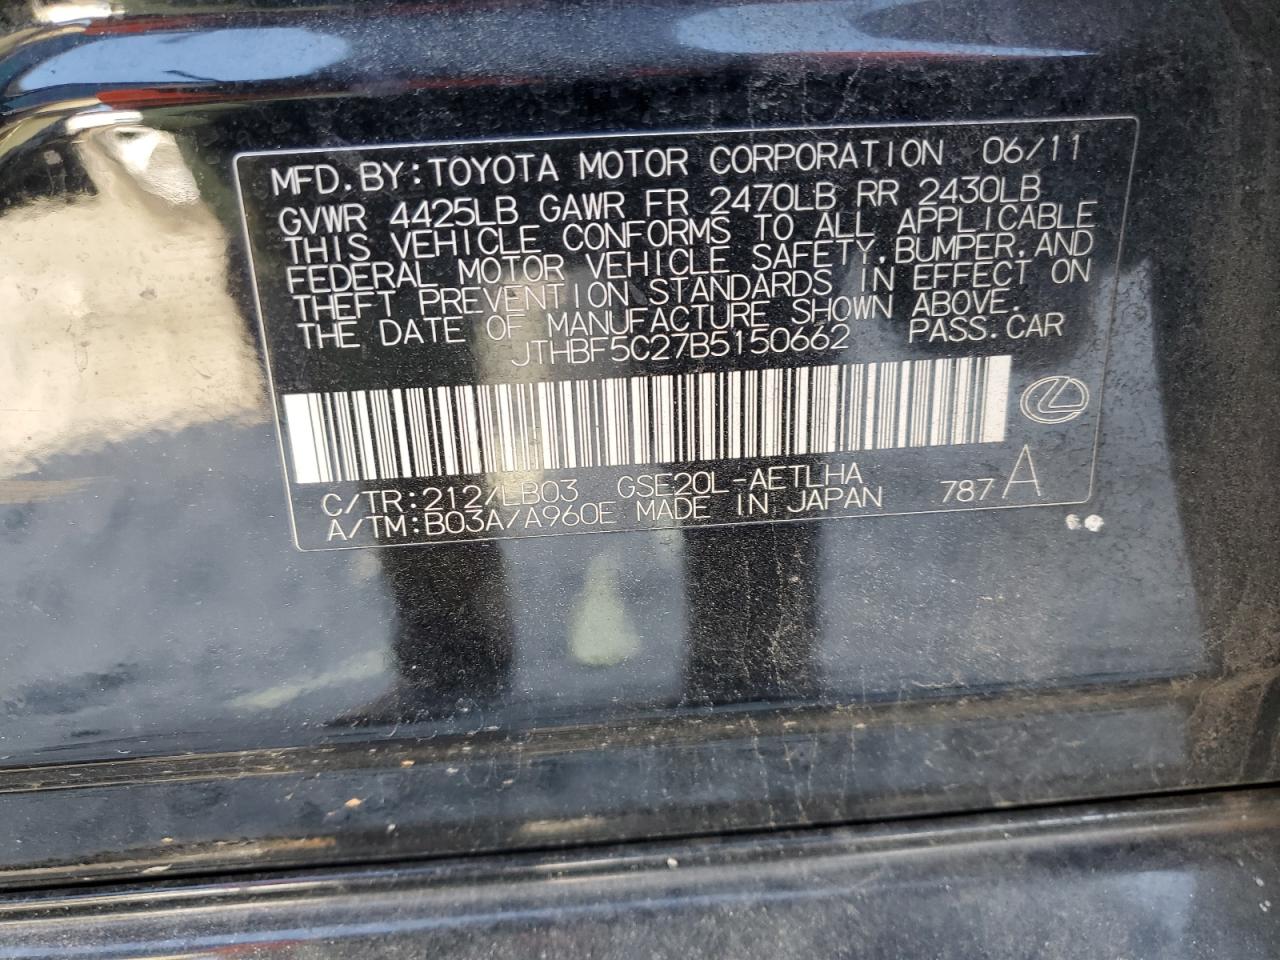 MFD.BY:TOYOTA MOTOR CORPORATION 06/11
GVWR 4425LB GAWR FR 2470LB RR 2430LB
THIS VEHICLE CONFORMS TO ALL APPLICABLE
FEDERAL MOTOR VEHICLE SAFETY,BUMPER,AND
THEFT PREVENTION STANDARDS IN EFFECT ON
THE DATE OF MANUFACTURE SHOWN ABOVE.
JTHBF5C27B5150662 PASS.CAR
C/TR:212/LB03 GSE20L-AETLHA
A/TM:B03A/A960E MADE IN JAPAN 787A